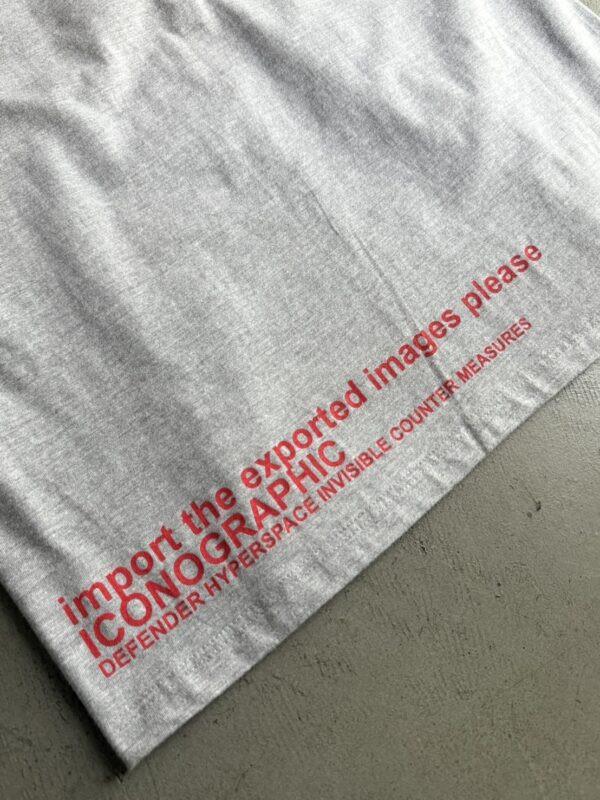 import the exported images please
ICONOGRAPHIC
DEFENDER HYPERSPACE INVISIBLE COUNTER MEASURES